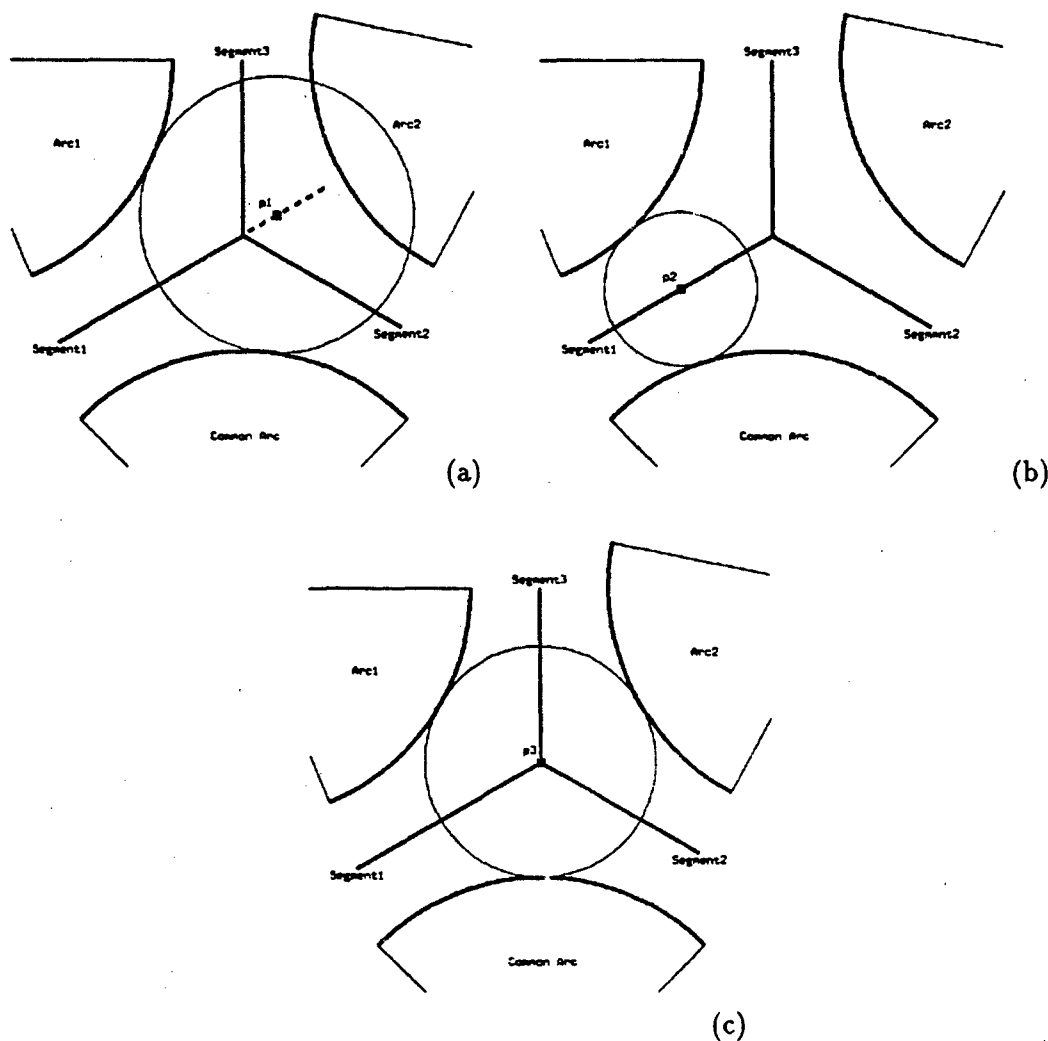 Segment3
Arc1
Arc2
p1
Segment1
Segment2
Common Arc
(a)
Segment3
Arc1
Arc2
p2
Segment1
Segment2
Common Arc
(b)
Segment3
Arc1
Arc2
p3
Segment1
Segment2
Common Arc
(c)